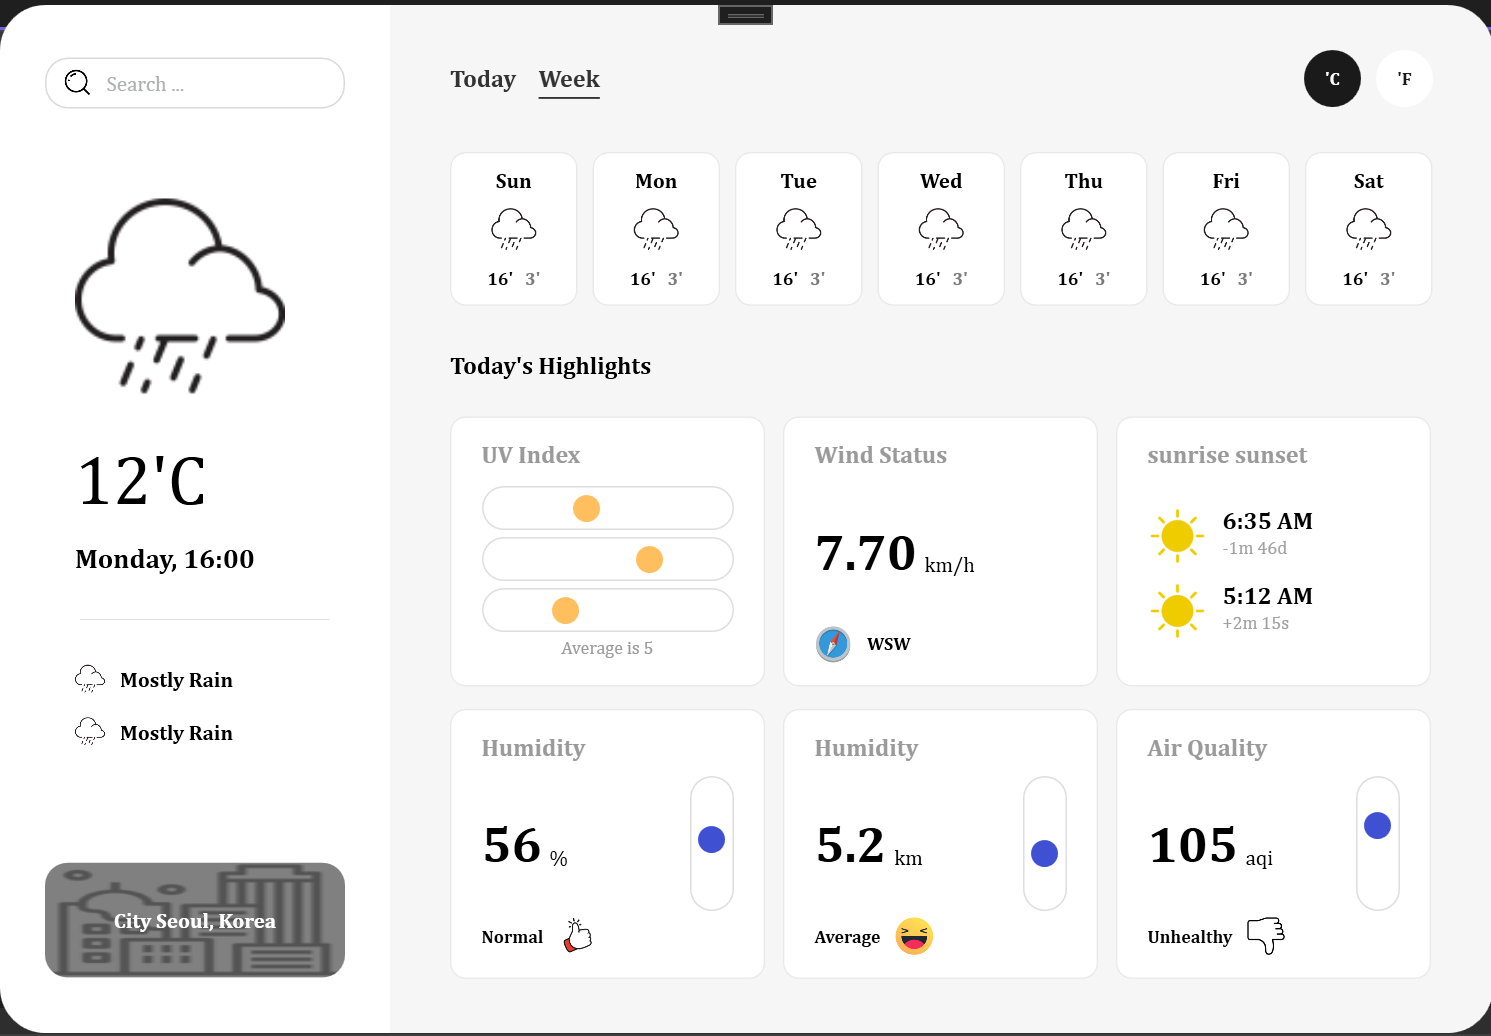 Search ...
12'C
Monday, 16:00
Mostly Rain
Mostly Rain
City Seoul, Korea
Today Week
'C 'F
Sun Mon Tue Wed Thu Fri Sat
16' 3' 16' 3' 16' 3' 16' 3' 16' 3' 16' 3' 16' 3'
Today's Highlights
UV Index
Average is 5
Wind Status
7.70 km/h
WSW
sunrise sunset
6:35 AM
-1m 46d
5:12 AM
+2m 15s
Humidity
56 %
Normal
Humidity
5.2 km
Average
Air Quality
105 aqi
Unhealthy